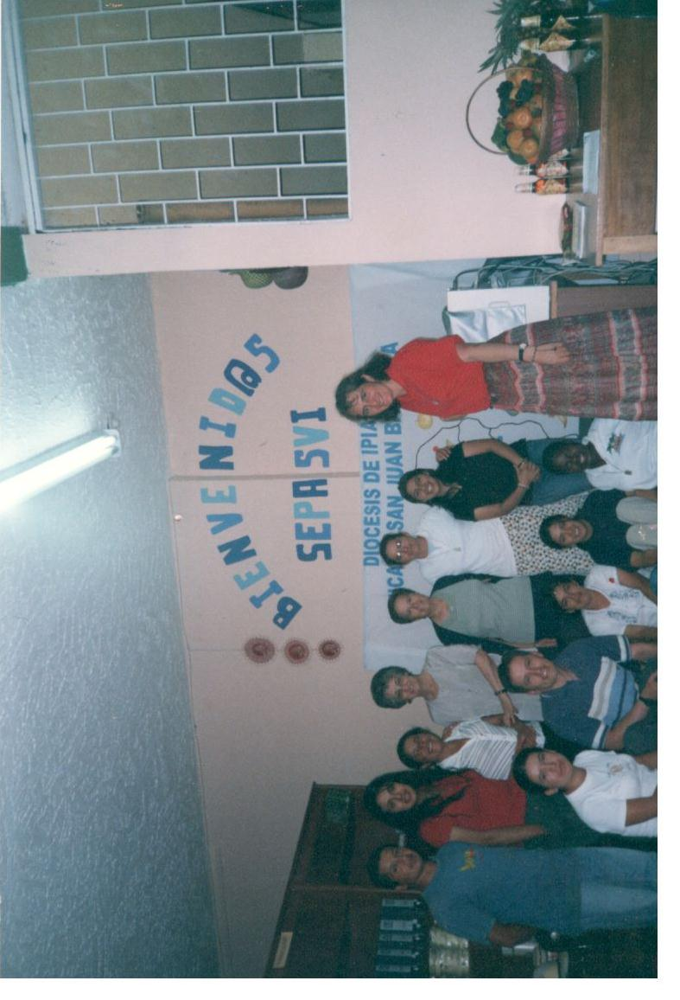 BIENVENID@S
SEPASVI
DIOCESIS DE IPIA
SAN JUAN B A